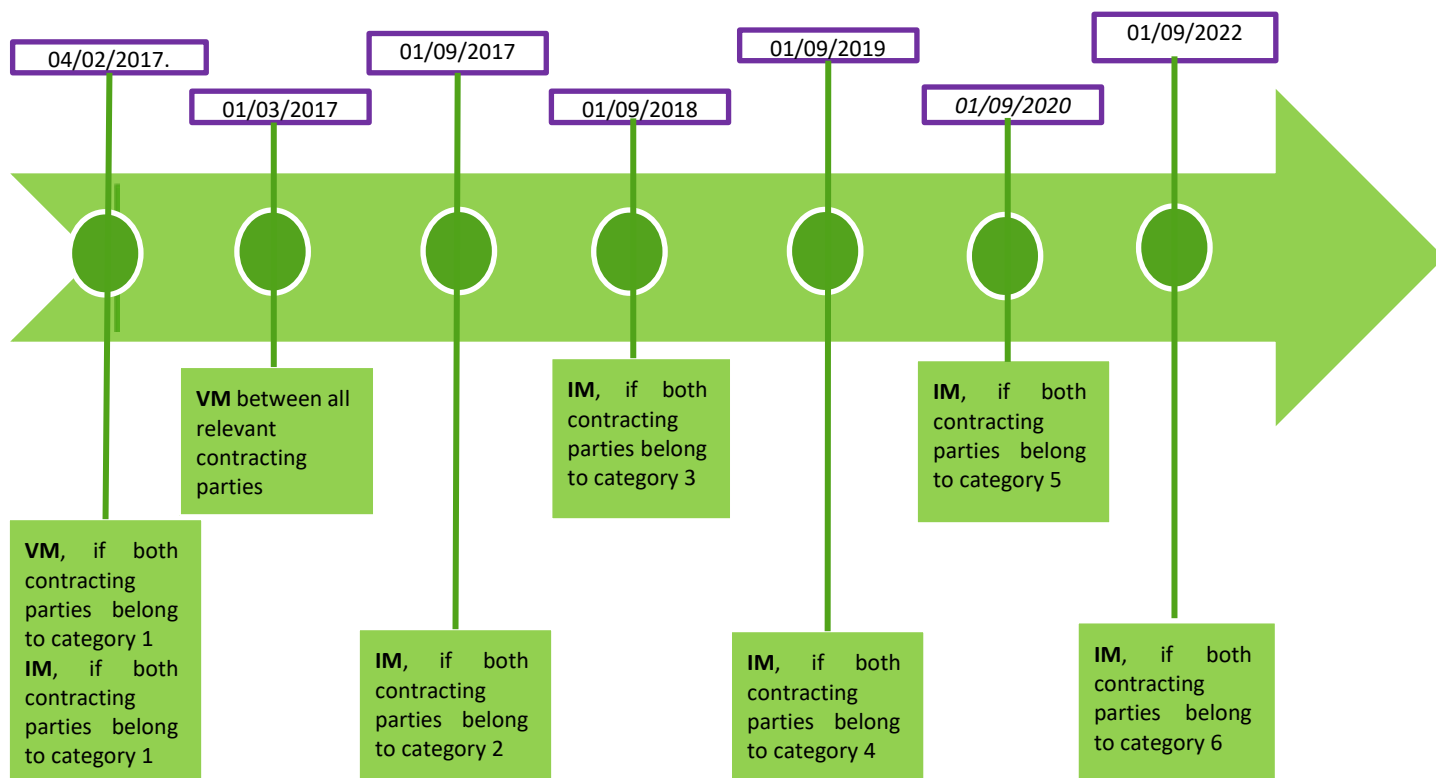 04/02/2017.
01/03/2017
01/09/2017
01/09/2018
01/09/2019
01/09/2020
01/09/2022
VM, if both
contracting
parties belong
to category 1
IM, if both
contracting
parties belong
to category 1
VM between all
relevant
contracting
parties
IM, if both
contracting
parties belong
to category 2
IM, if both
contracting
parties belong
to category 3
IM, if both
contracting
parties belong
to category 4
IM, if both
contracting
parties belong
to category 5
IM, if both
contracting
parties belong
to category 6